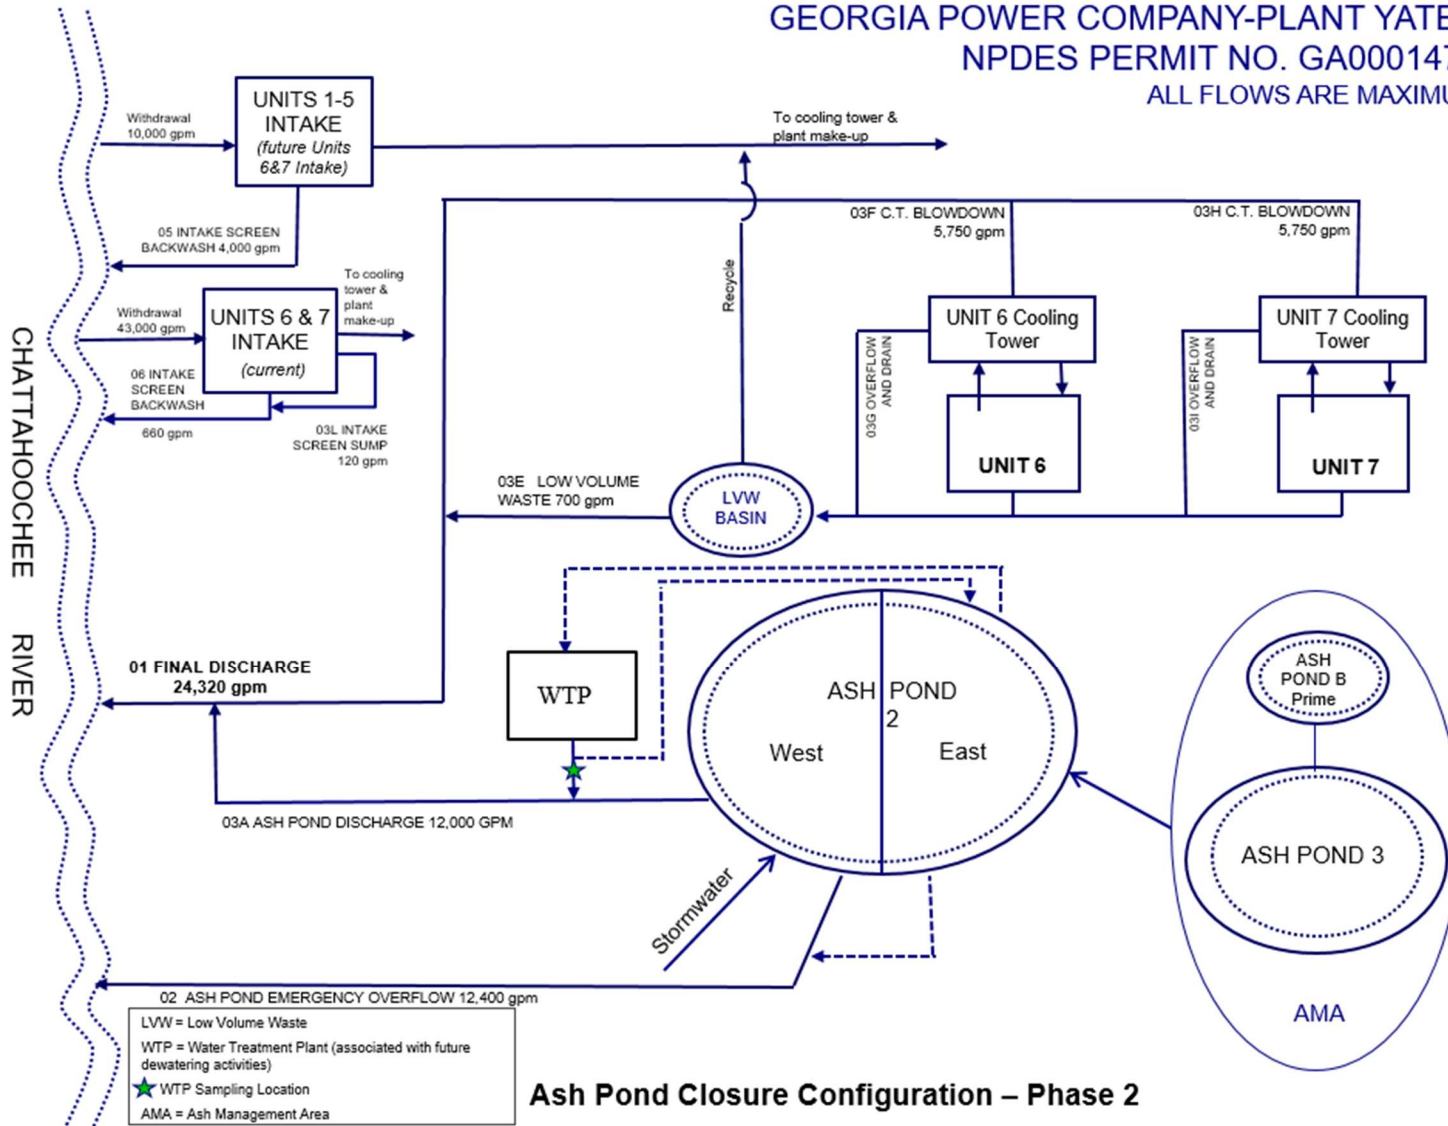 GEORGIA POWER COMPANY-PLANT YATE
NPDES PERMIT NO. GA000147
ALL FLOWS ARE MAXIMU
UNITS 1-5
INTAKE
(future Units
6&7 Intake)
Withdrawal
10,000 gpm
To cooling tower &
plant make-up
05 INTAKE SCREEN
BACKWASH 4,000 gpm
03F C.T. BLOWDOWN
5,750 gpm
03H C.T. BLOWDOWN
5,750 gpm
Withdrawal
43,000 gpm
UNITS 6 & 7
INTAKE
(current)
To cooling
tower &
plant
make-up
Recycle
UNIT 6 Cooling
Tower
UNIT 7 Cooling
Tower
06 INTAKE
SCREEN
BACKWASH
660 gpm
03L INTAKE
SCREEN SUMP
120 gpm
03G OVERFLOW
AND DRAIN
03I OVERFLOW
AND DRAIN
UNIT 6
UNIT 7
CHATTAHOOCHEE RIVER
03E LOW VOLUME
WASTE 700 gpm
LVW
BASIN
01 FINAL DISCHARGE
24,320 gpm
WTP
ASH POND
2
West
East
ASH
POND B
Prime
ASH POND 3
AMA
03A ASH POND DISCHARGE 12,000 GPM
Stormwater
02 ASH POND EMERGENCY OVERFLOW 12,400 gpm
LVW = Low Volume Waste
WTP = Water Treatment Plant (associated with future
dewatering activities)
WTP Sampling Location
AMA = Ash Management Area
Ash Pond Closure Configuration – Phase 2